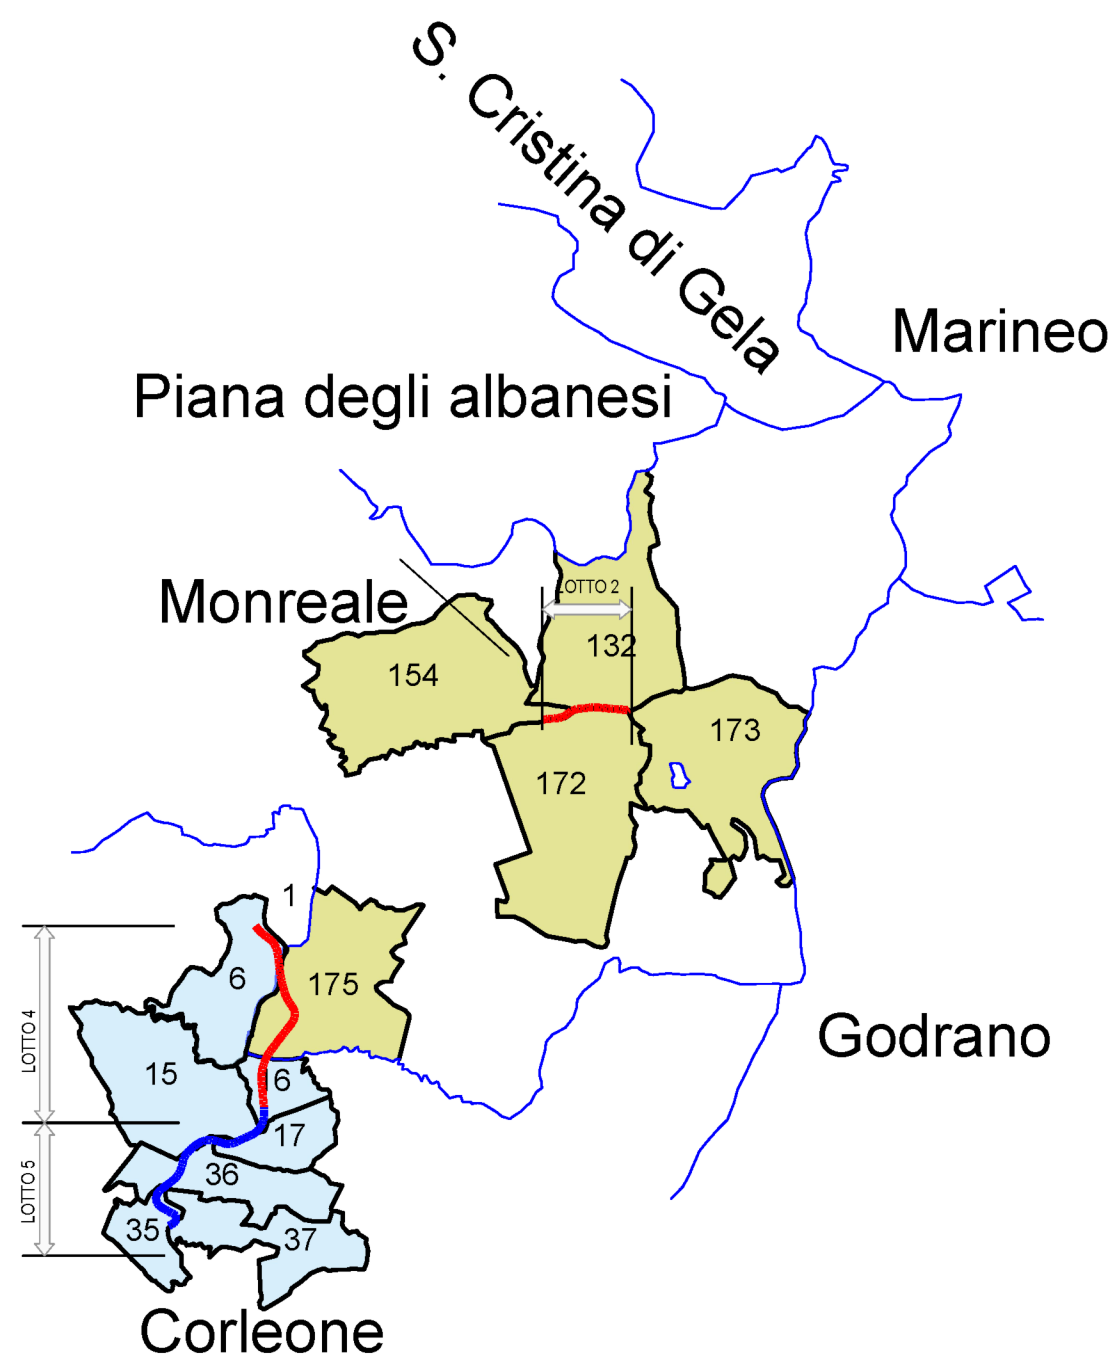 S. Cristina di Gela
Marineo
Piana degli albanesi
Monreale
LOTTO 2
132
154
173
172
1
6
175
LOTTO 4
15
6
17
36
LOTTO 5
35
37
Godrano
Corleone